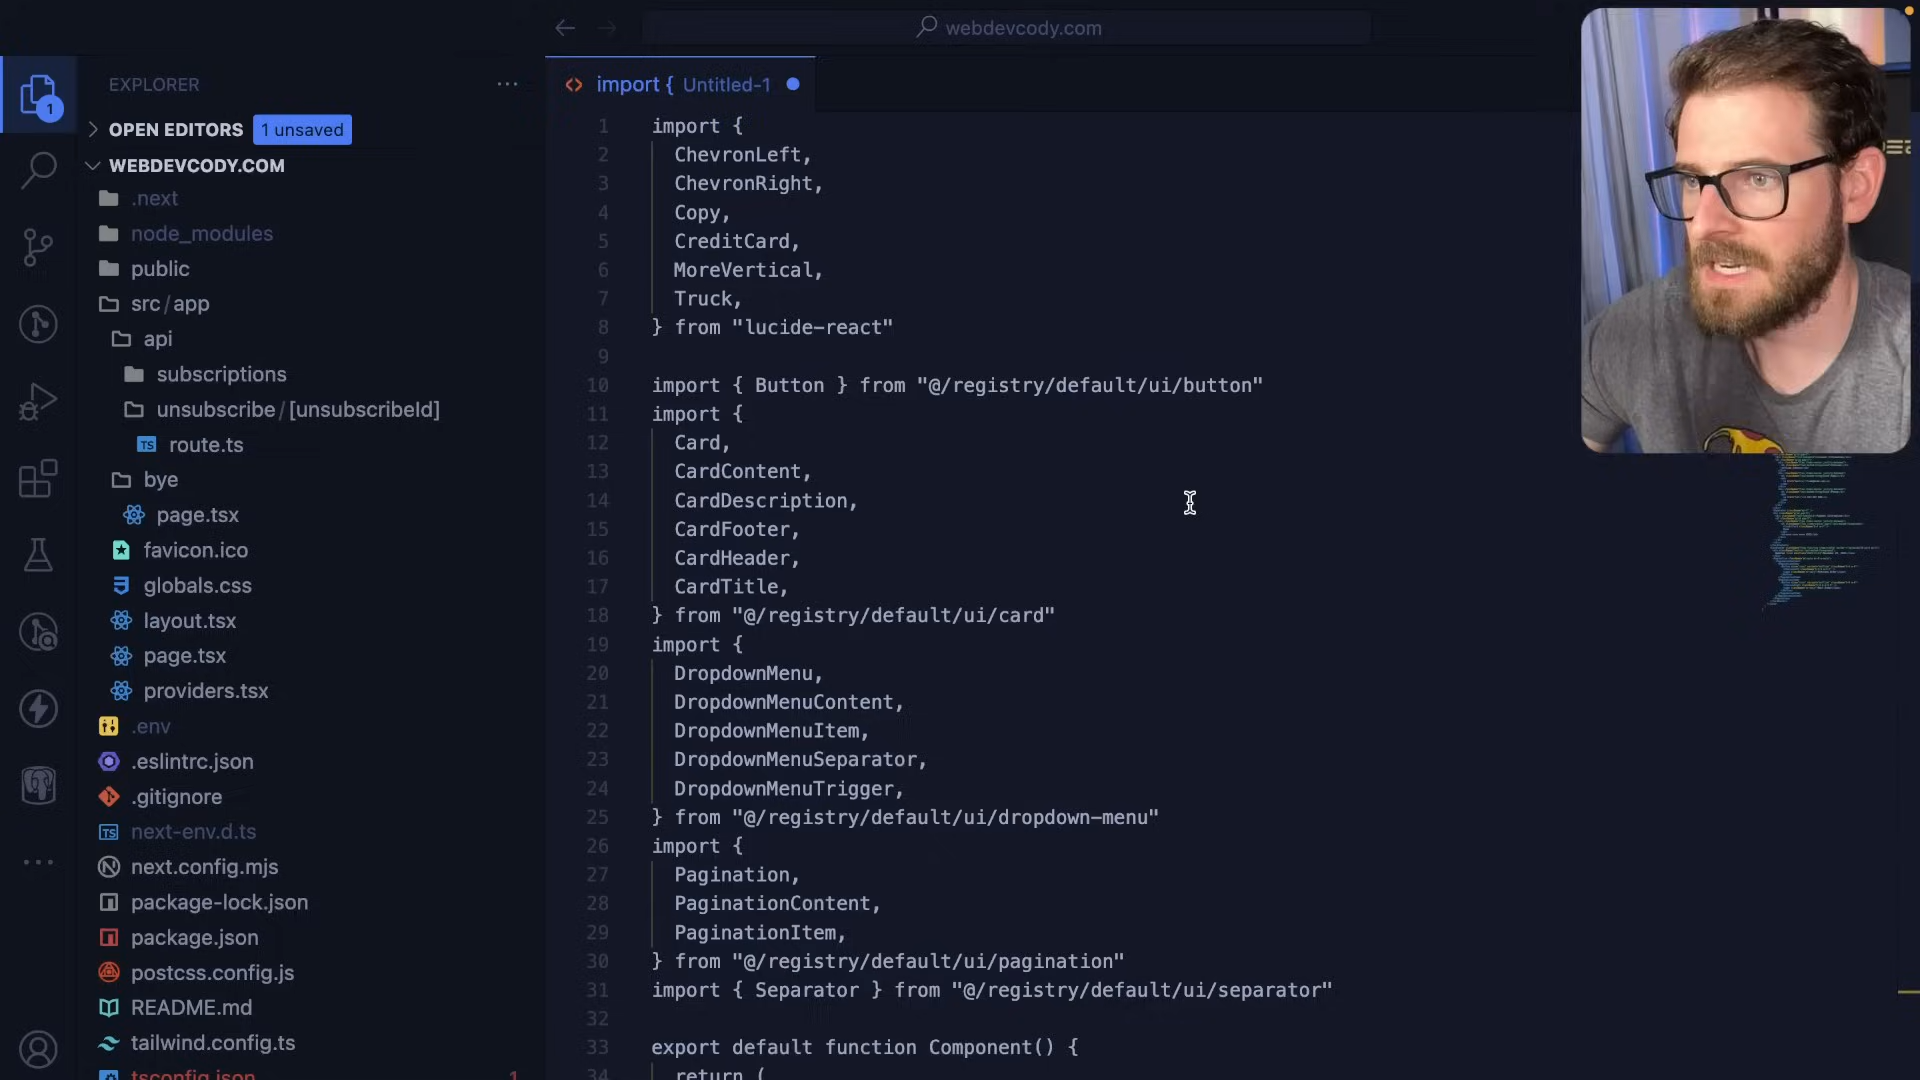 webdevcody.com
EXPLORER
import { Untitled-1
1
OPEN EDITORS 1 unsaved
WEBDEVCODY.COM
.next
node_modules
public
src/app
api
subscriptions
unsubscribe/[unsubscribeId]
TS route.ts
bye
page.tsx
favicon.ico
globals.css
layout.tsx
page.tsx
providers.tsx
.env
.eslintrc.json
.gitignore
TS next-env.d.ts
next.config.mjs
package-lock.json
package.json
postcss.config.js
README.md
tailwind.config.ts
tsconfig.json 1
1 import {
2 ChevronLeft,
3 ChevronRight,
4 Copy,
5 CreditCard,
6 MoreVertical,
7 Truck,
8 } from "lucide-react"
9
10 import { Button } from "@/registry/default/ui/button"
11 import {
12 Card,
13 CardContent,
14 CardDescription,
15 CardFooter,
16 CardHeader,
17 CardTitle,
18 } from "@/registry/default/ui/card"
19 import {
20 DropdownMenu,
21 DropdownMenuContent,
22 DropdownMenuItem,
23 DropdownMenuSeparator,
24 DropdownMenuTrigger,
25 } from "@/registry/default/ui/dropdown-menu"
26 import {
27 Pagination,
28 PaginationContent,
29 PaginationItem,
30 } from "@/registry/default/ui/pagination"
31 import { Separator } from "@/registry/default/ui/separator"
32
33 export default function Component() {
34 return (